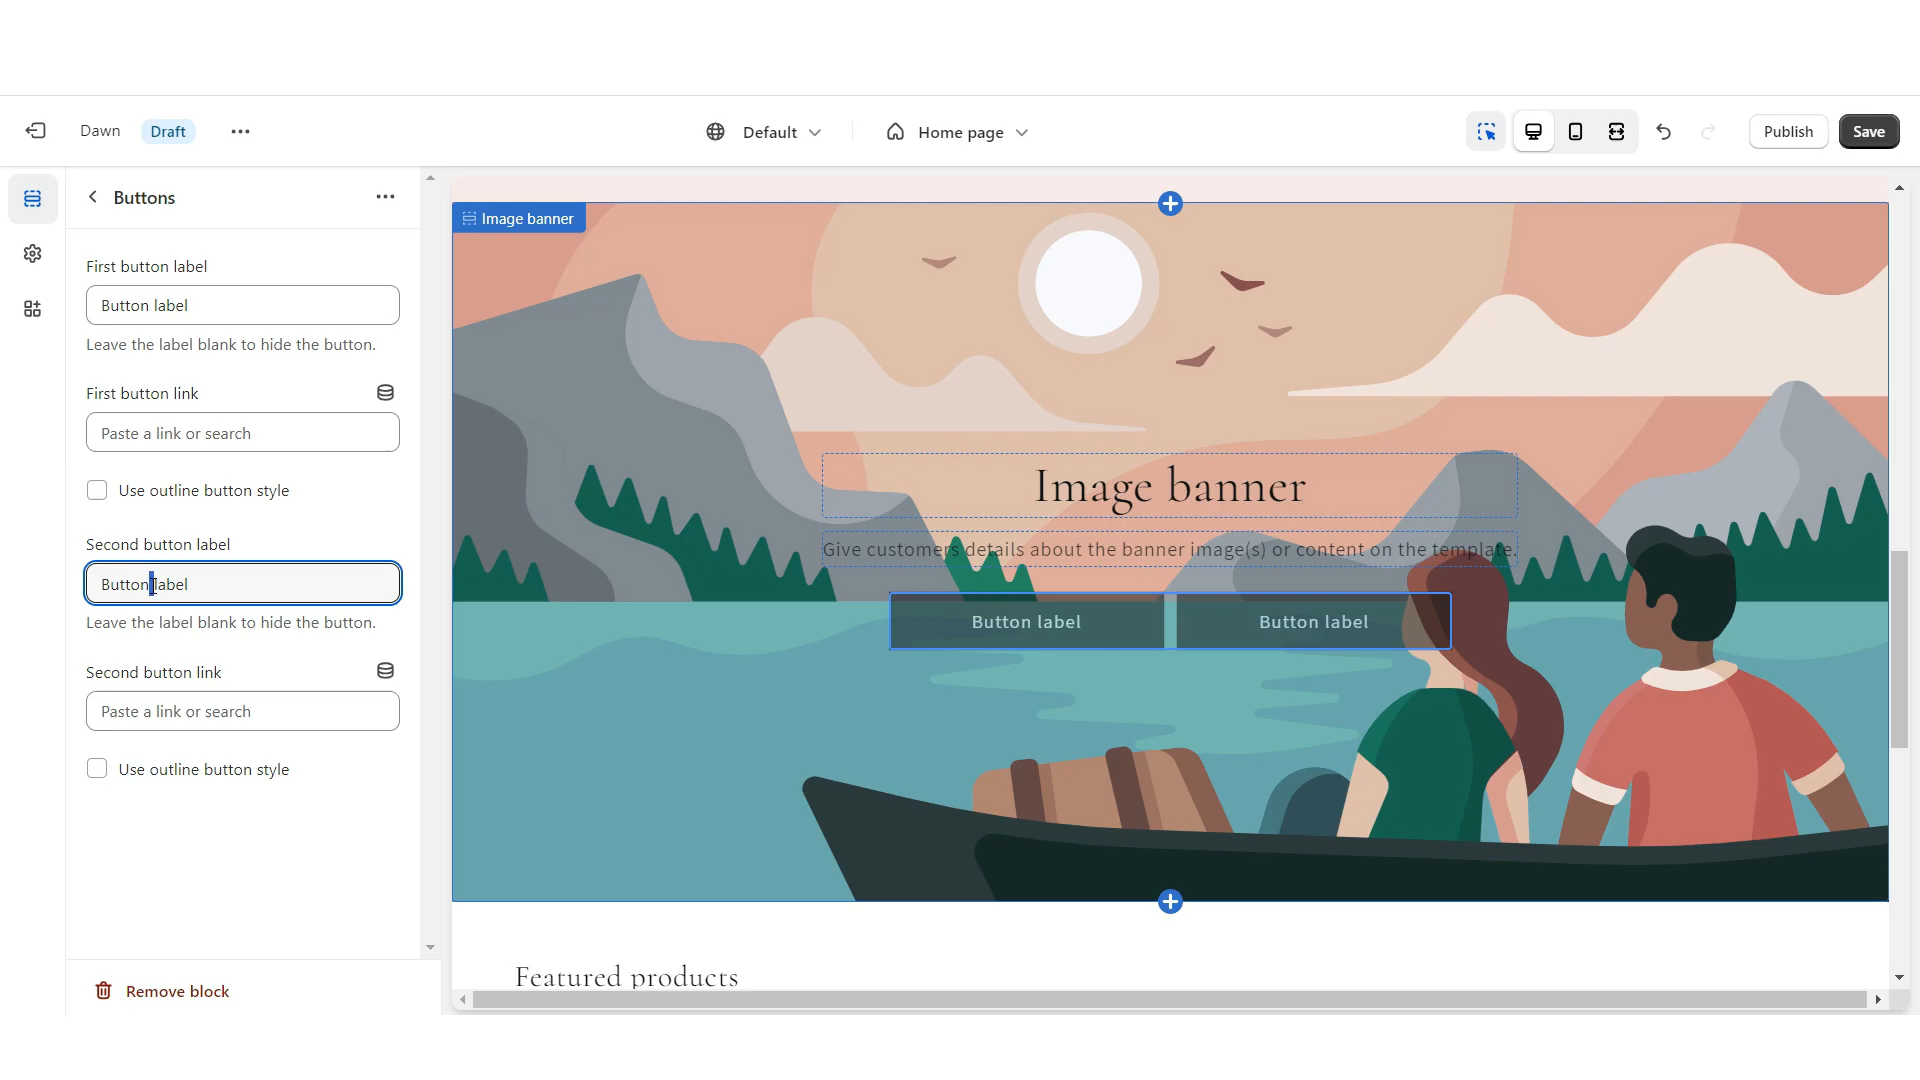 Dawn
Draft
Default
Home page
Publish
Save
Buttons
First button label
Button label
Leave the label blank to hide the button.
First button link
Paste a link or search
Use outline button style
Second button label
Button label
Leave the label blank to hide the button.
Second button link
Paste a link or search
Use outline button style
Remove block
Image banner
Image banner
Give customers details about the banner image(s) or content on the template.
Button label
Button label
Featured products